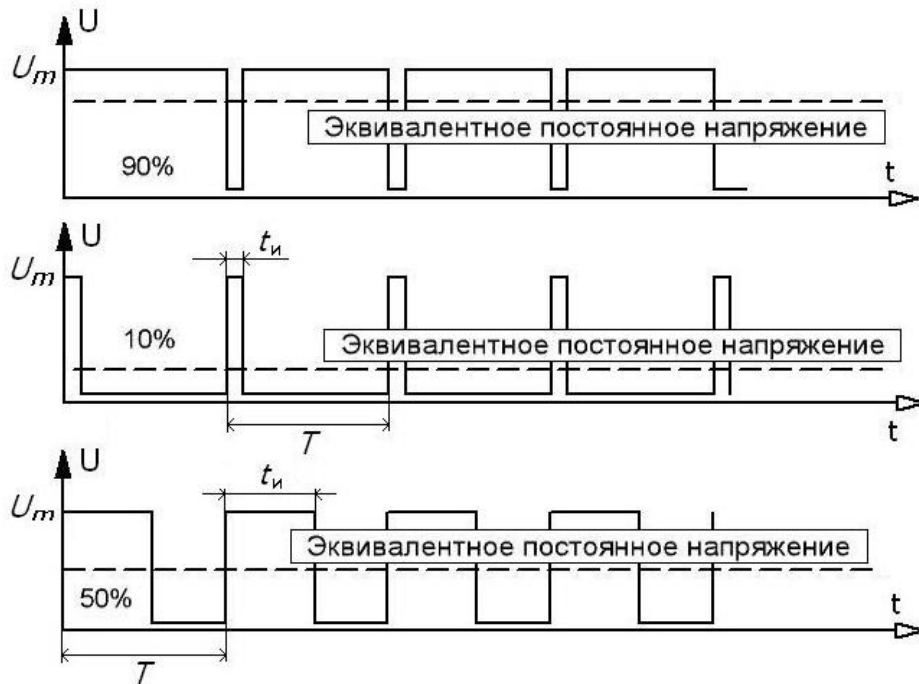 U
Um
Эквивалентное постоянное напряжение
90%
t
U
tи
Um
10%
Эквивалентное постоянное напряжение
T
t
U
tи
Um
Эквивалентное постоянное напряжение
50%
t
T